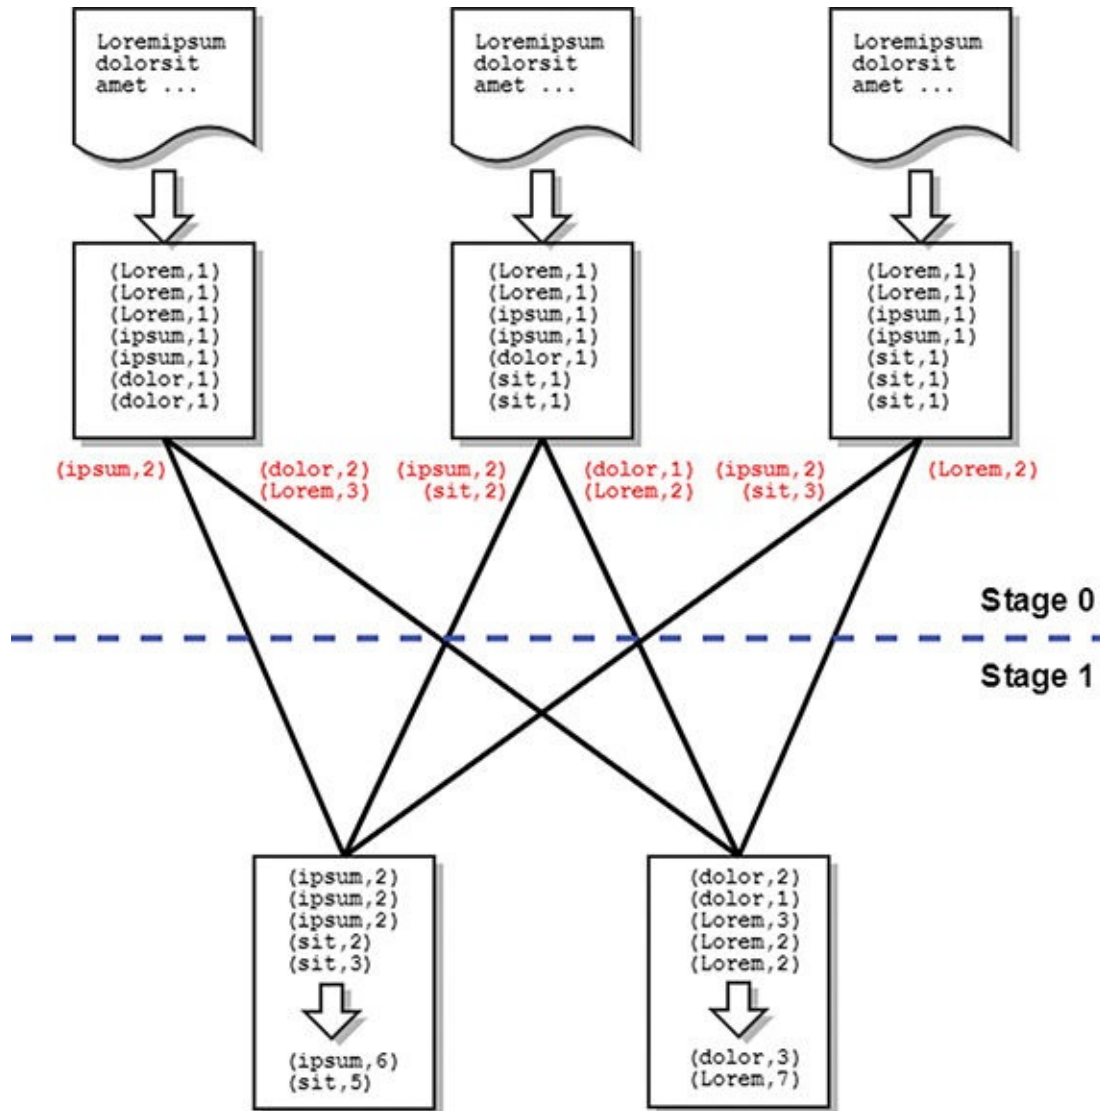 Loremipsum
dolorsit
amet ...
Loremipsum
dolorsit
amet ...
Loremipsum
dolorsit
amet ...
(Lorem,1)
(Lorem,1)
(Lorem,1)
(ipsum,1)
(ipsum,1)
(dolor,1)
(dolor,1)
(Lorem,1)
(Lorem,1)
(ipsum,1)
(ipsum,1)
(dolor,1)
(sit,1)
(sit,1)
(Lorem,1)
(Lorem,1)
(ipsum,1)
(ipsum,1)
(sit,1)
(sit,1)
(sit,1)
(ipsum,2)
(dolor,2)
(Lorem,3)
(ipsum,2)
(sit,2)
(dolor,1)
(Lorem,2)
(ipsum,2)
(sit,3)
(Lorem,2)
Stage 0
Stage 1
(ipsum,2)
(ipsum,2)
(ipsum,2)
(sit,2)
(sit,3)
(ipsum,6)
(sit,5)
(dolor,2)
(dolor,1)
(Lorem,3)
(Lorem,2)
(Lorem,2)
(dolor,3)
(Lorem,7)